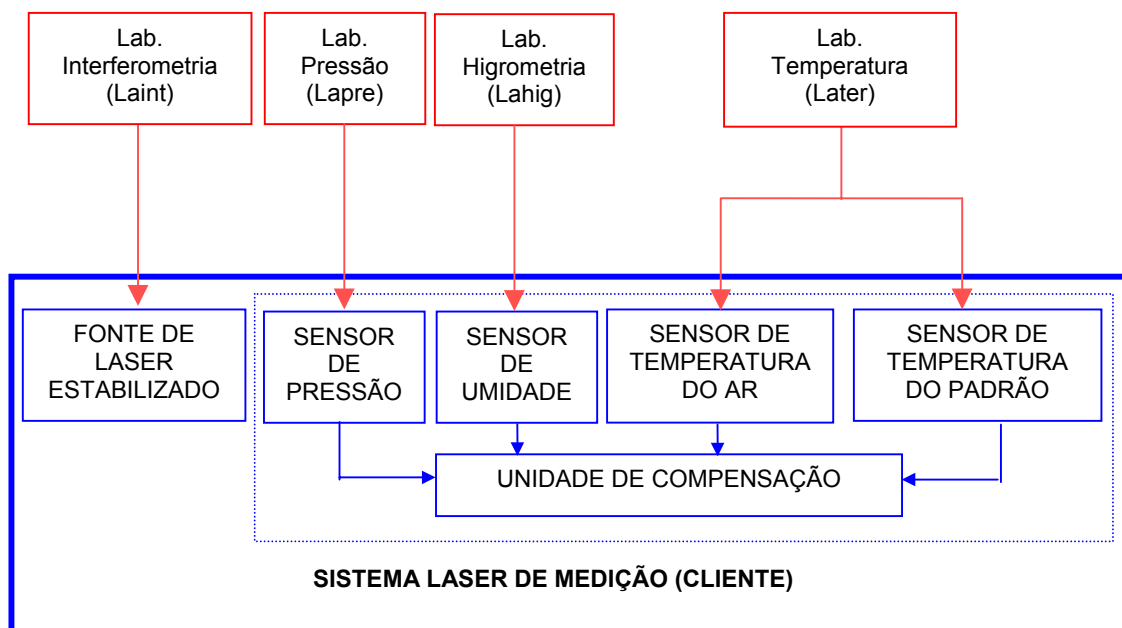 Lab.
Interferometria
(Laint)
Lab.
Pressão
(Lapre)
Lab.
Higrometria
(Lahig)
Lab.
Temperatura
(Later)
FONTE DE
LASER
ESTABILIZADO
SENSOR
DE
PRESSÃO
SENSOR
DE
UMIDADE
SENSOR DE
TEMPERATURA
DO AR
SENSOR DE
TEMPERATURA
DO PADRÃO
UNIDADE DE COMPENSAÇÃO
SISTEMA LASER DE MEDIÇÃO (CLIENTE)